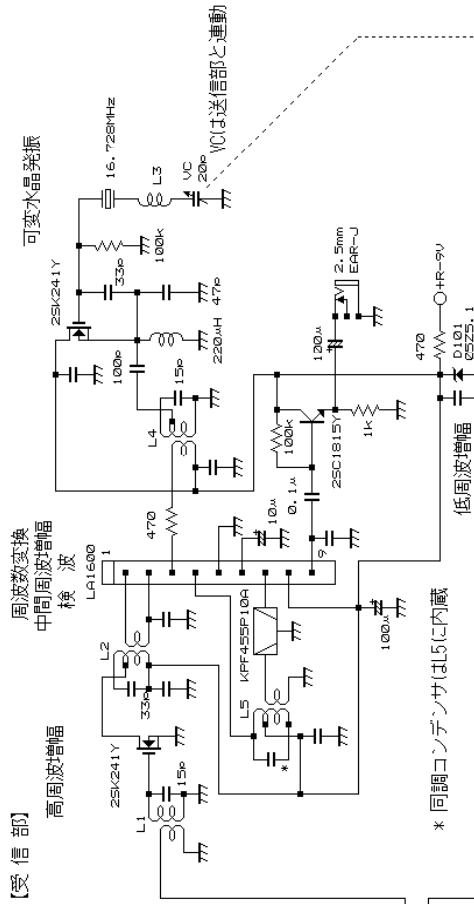 【受 信 部】
高周波増幅
周波数変換
中間周波増幅
検 波
可変水晶発振
L1
15p
2SK241Y
33p
L2
LA1600
1
9
470
L4
15p
100p
220μH
47p
33p
2SK241Y
100k
16.728MHz
L3
VC
20p
VCは送信部と連動
10μ
0.1μ
100k
2SC1815Y
1k
100μ
2.5mm
EAR-J
KPF455P10A
L5
*
100μ
低周波増幅
470
+R-9V
D101
05Z5.1
* 同調コンデンサはL5に内蔵